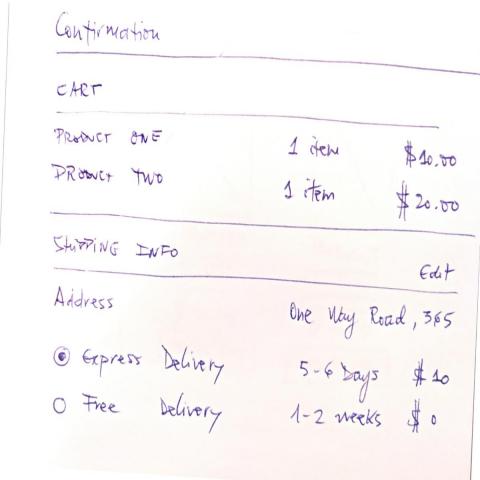 Confirmation
CART
PRODUCT ONE 1 item $10.00
PRODUCT TWO 1 item $20.00
SHIPPING INFO Edit
Address One Way Road, 365
Express Delivery 5-6 Days $10
Free Delivery 1-2 weeks $0